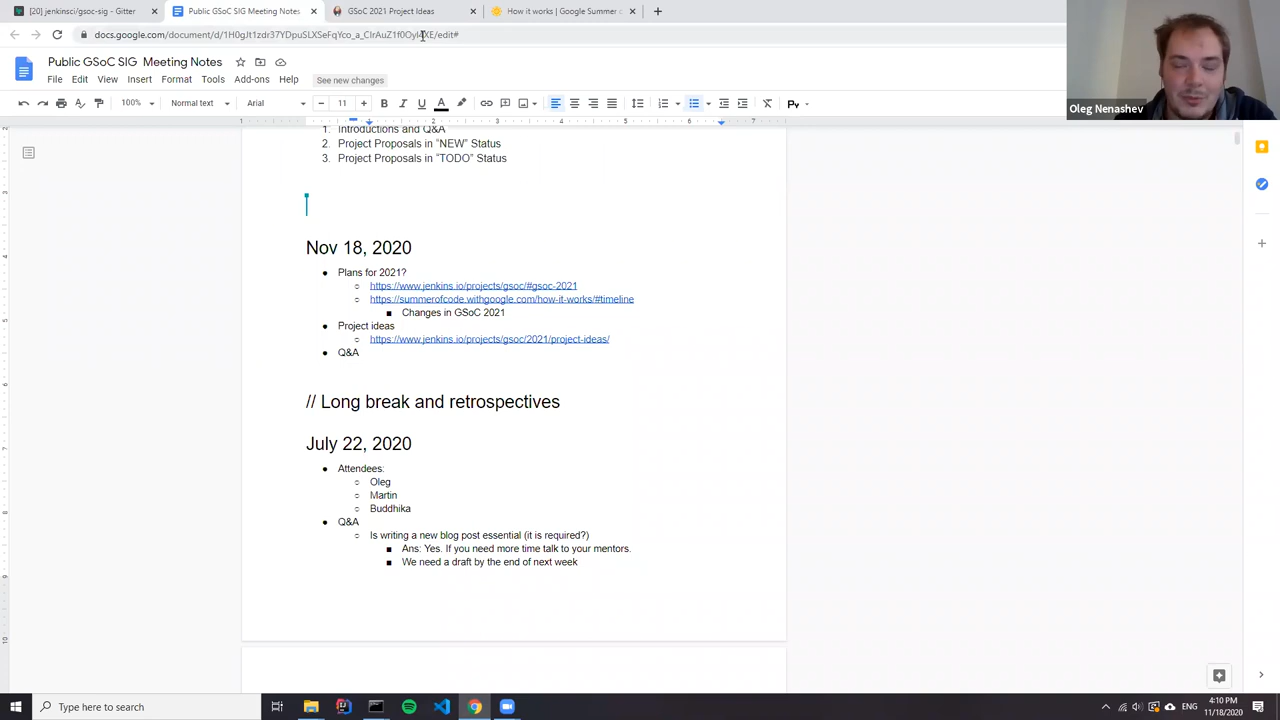 [20] jenkinsci/gsoc-sig - Gitter
Public GSoC SIG Meeting Notes
GSoC 2021 Project Ideas
How it works | Google Summer c
Public GSoC SIG Meeting Notes
File Edit View Insert Format Tools Add-ons Help See new changes
100% Normal text Arial 11
1. Introductions and Q&A
2. Project Proposals in "NEW" Status
3. Project Proposals in "TODO" Status
Nov 18, 2020
Plans for 2021?
https://www.jenkins.io/projects/gsoc/#gsoc-2021
https://summerofcode.withgoogle.com/how-it-works/#timeline
Changes in GSoC 2021
Project ideas
https://www.jenkins.io/projects/gsoc/2021/project-ideas/
Q&A
// Long break and retrospectives
July 22, 2020
Attendees:
Oleg
Martin
Buddhika
Q&A
Is writing a new blog post essential (it is required?)
Ans: Yes. If you need more time talk to your mentors.
We need a draft by the end of next week
Oleg Nenashev
Type here to search
ENG
4:10 PM
11/18/2020